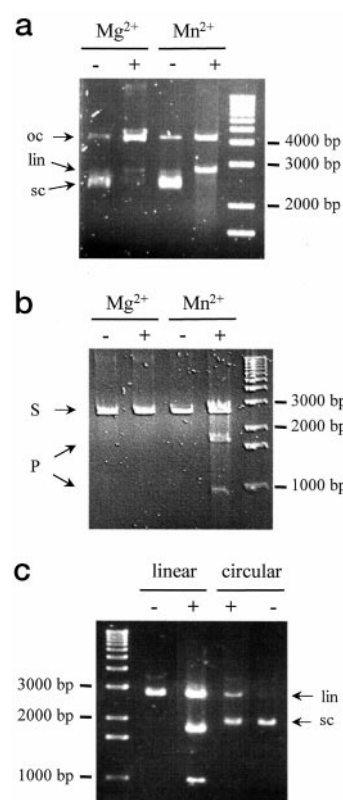 a
Mg²⁺ Mn²⁺
- + - +
oc
lin
sc
4000 bp
3000 bp
2000 bp
b
Mg²⁺ Mn²⁺
- + - +
S
P
3000 bp
2000 bp
1000 bp
c
linear circular
- + + -
3000 bp
2000 bp
1000 bp
lin
sc